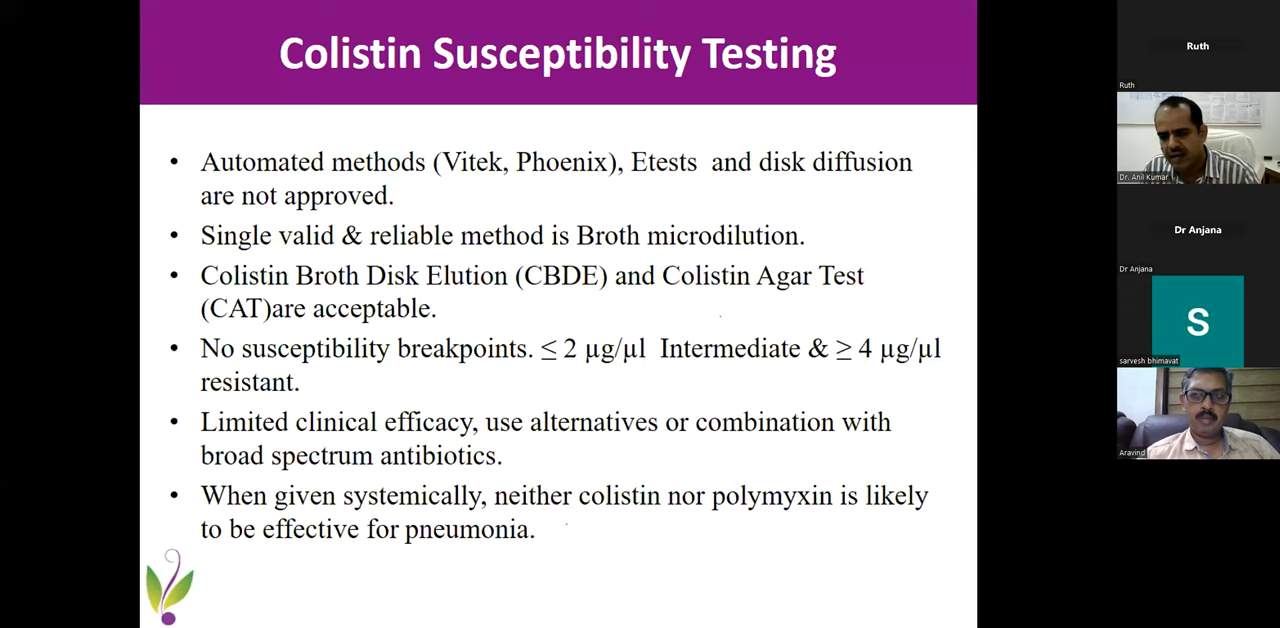 Colistin Susceptibility Testing
• Automated methods (Vitek, Phoenix), Etests and disk diffusion
are not approved.
• Single valid & reliable method is Broth microdilution.
• Colistin Broth Disk Elution (CBDE) and Colistin Agar Test
(CAT)are acceptable.
• No susceptibility breakpoints. ≤ 2 µg/µl Intermediate & ≥ 4 µg/µl
resistant.
• Limited clinical efficacy, use alternatives or combination with
broad spectrum antibiotics.
• When given systemically, neither colistin nor polymyxin is likely
to be effective for pneumonia.
Ruth
Ruth
Dr. Anil Kumar
Dr Anjana
Dr Anjana
S
sarvesh bhimavat
Aravind